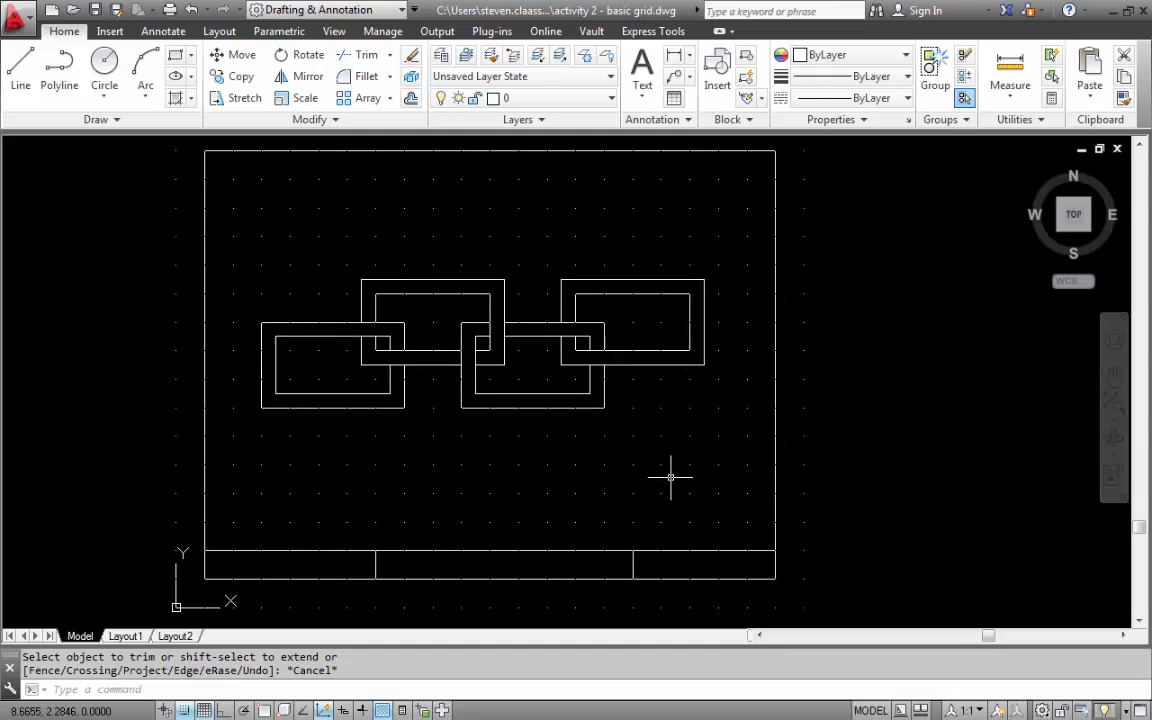 Drafting & Annotation
C:\Users\steven.claass...\activity 2 - basic grid.dwg
Type a keyword or phrase
Sign In
Home Insert Annotate Layout Parametric View Manage Output Plug-ins Online Vault Express Tools
Move Rotate Trim
Unsaved Layer State
ByLayer
Line Polyline Circle Arc
Copy Mirror Fillet
Text
Insert
ByLayer
Group
Measure
Paste
Stretch Scale Array
0
ByLayer
Draw Modify Layers Annotation Block Properties Groups Utilities Clipboard
N
W TOP E
S
WCS
Y
X
Model Layout1 Layout2
Select object to trim or shift-select to extend or
[Fence/Crossing/Project/Edge/eRase/Undo]: *Cancel*
Type a command
8.6655, 2.2846, 0.0000
MODEL
1:1